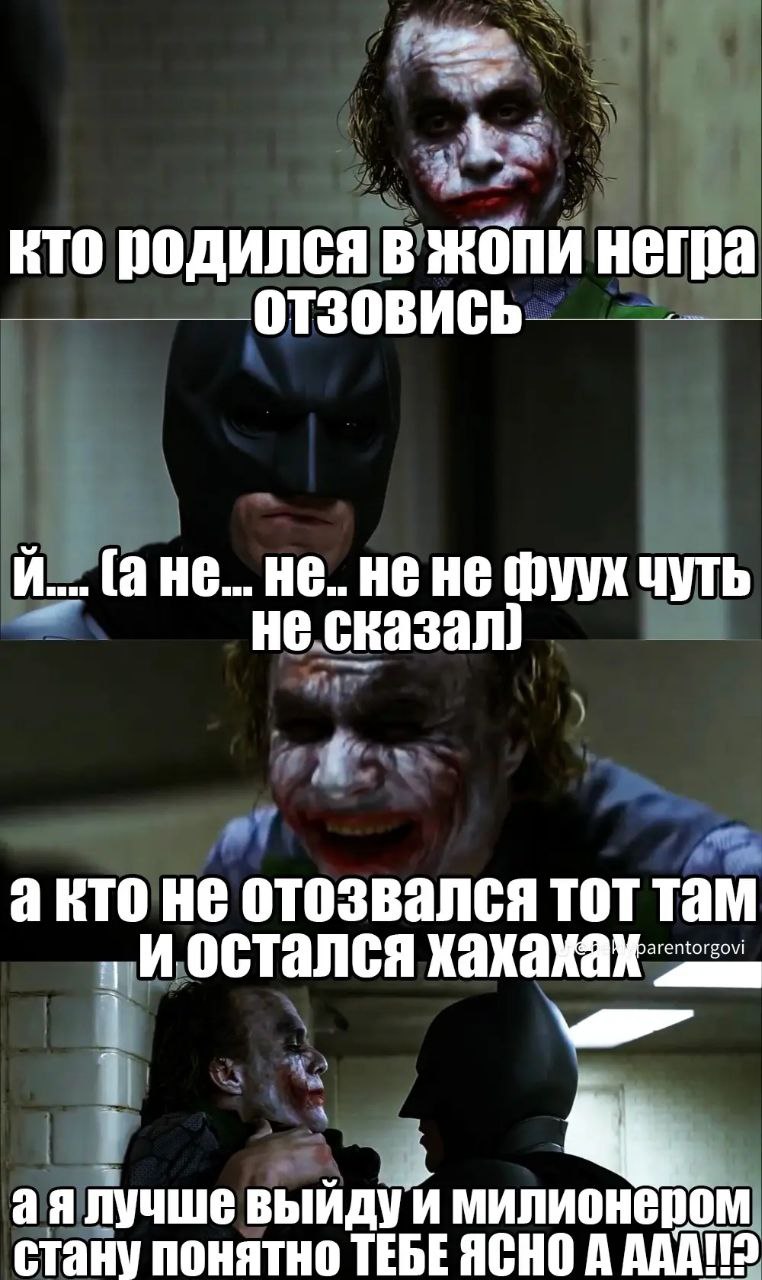 кто родился в жопи негра
отзовись
й.... (а не... не.. не не фуух чуть
не сказал)
а кто не отозвался тот там
и остался хахахах
parentorgovi
а я лучше выйду и милионером
стану понятно ТЕБЕ ЯСНО А ААА!!?